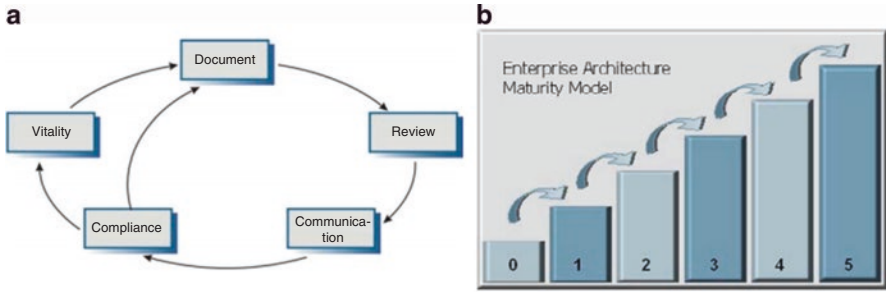 a
Document
Vitality
Review
Compliance
Communica-
tion
b
Enterprise Architecture
Maturity Model
0
1
2
3
4
5